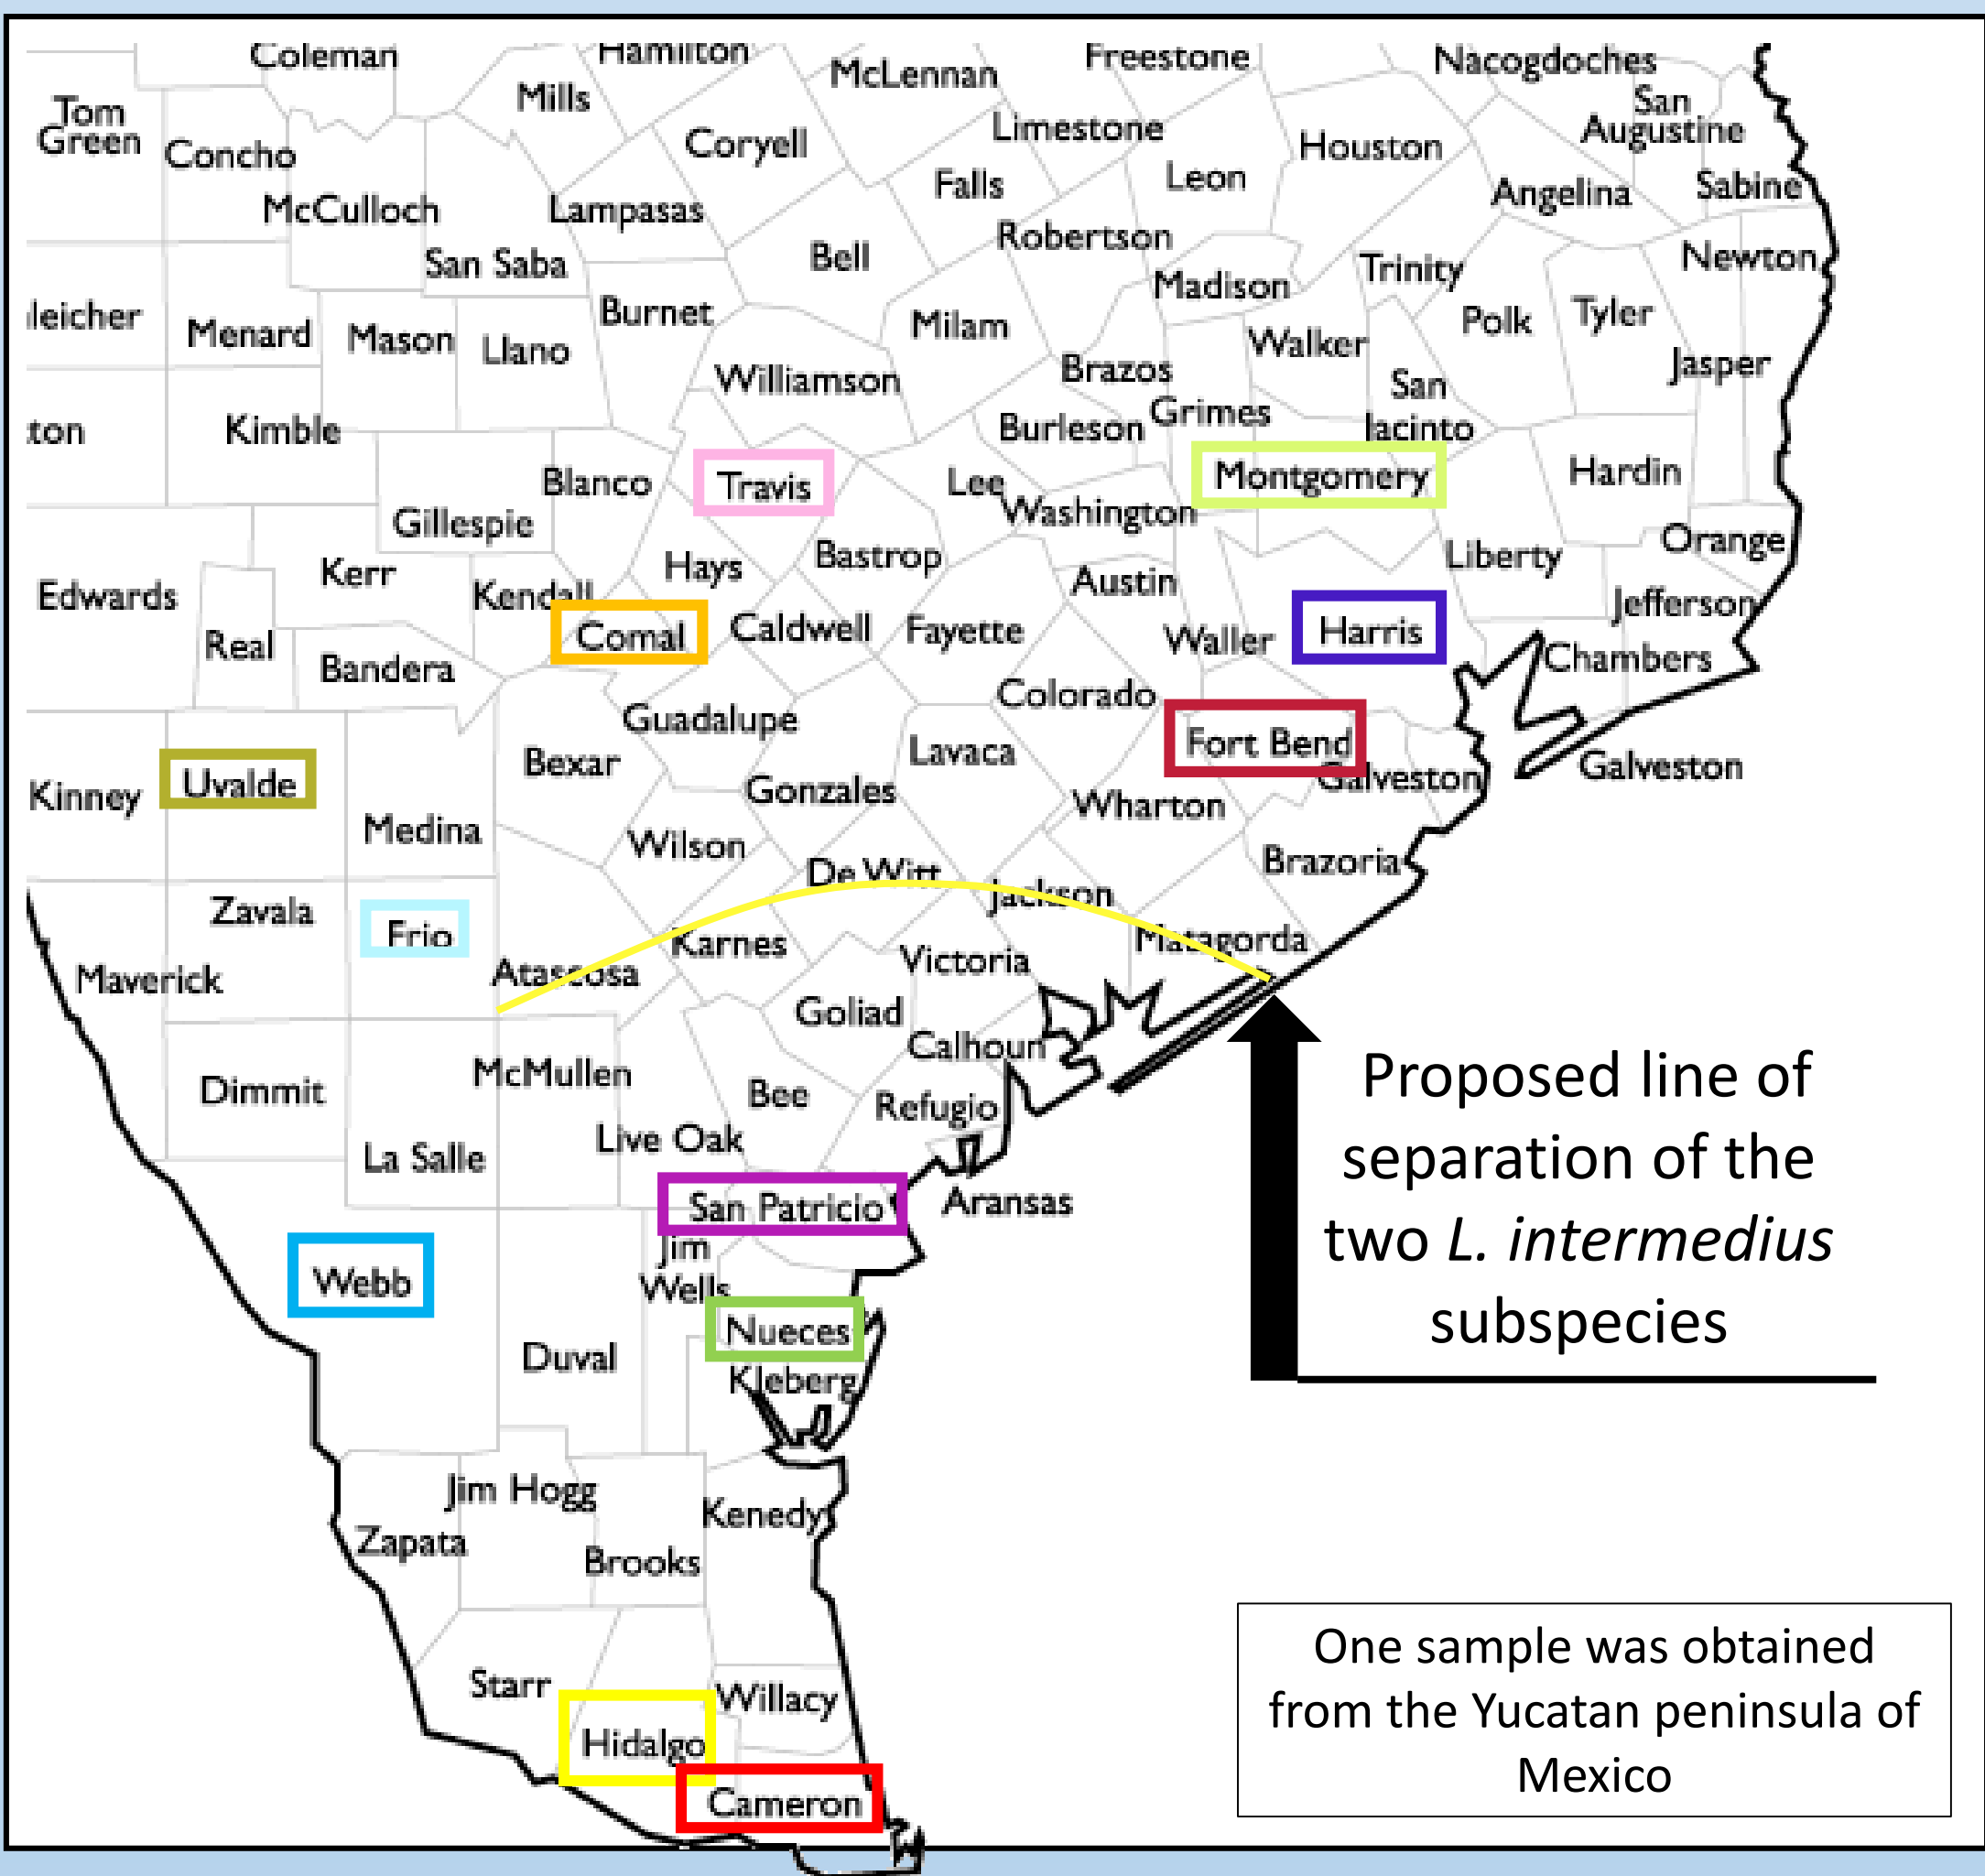 Coleman
Hamilton
McLennan
Freestone
Nacogdoches
Mills
San
Augustine
Tom
Green
Concho
Coryell
Limestone
Houston
Falls
Leon
Angelina
Sabine
McCulloch
Lampasas
Robertson
San Saba
Bell
Madison
Trinity
Newton
leicher
Menard
Mason
Llano
Burnet
Milam
Walker
Polk
Tyler
Williamson
Brazos
San
Jacinto
Jasper
ton
Kimble
Burleson
Grimes
Blanco
Travis
Lee
Montgomery
Hardin
Gillespie
Washington
Orange
Edwards
Kerr
Kendall
Hays
Bastrop
Austin
Liberty
Jefferson
Real
Comal
Caldwell
Fayette
Waller
Harris
Chambers
Bandera
Colorado
Guadalupe
Bexar
Lavaca
Fort Bend
Galveston
Galveston
Kinney
Uvalde
Medina
Gonzales
Wharton
Wilson
De Witt
Brazoria
Zavala
Frio
Jackson
Karnes
Matagorda
Maverick
Atascosa
Victoria
Goliad
Calhoun
Dimmit
McMullen
Bee
Refugio
La Salle
Live Oak
San Patricio
Aransas
Proposed line of
separation of the
two L. intermedius
subspecies
Webb
Jim
Wells
Nueces
Duval
Kleberg
Jim Hogg
Kenedy
Zapata
Brooks
Starr
Willacy
Hidalgo
Cameron
One sample was obtained
from the Yucatan peninsula of
Mexico